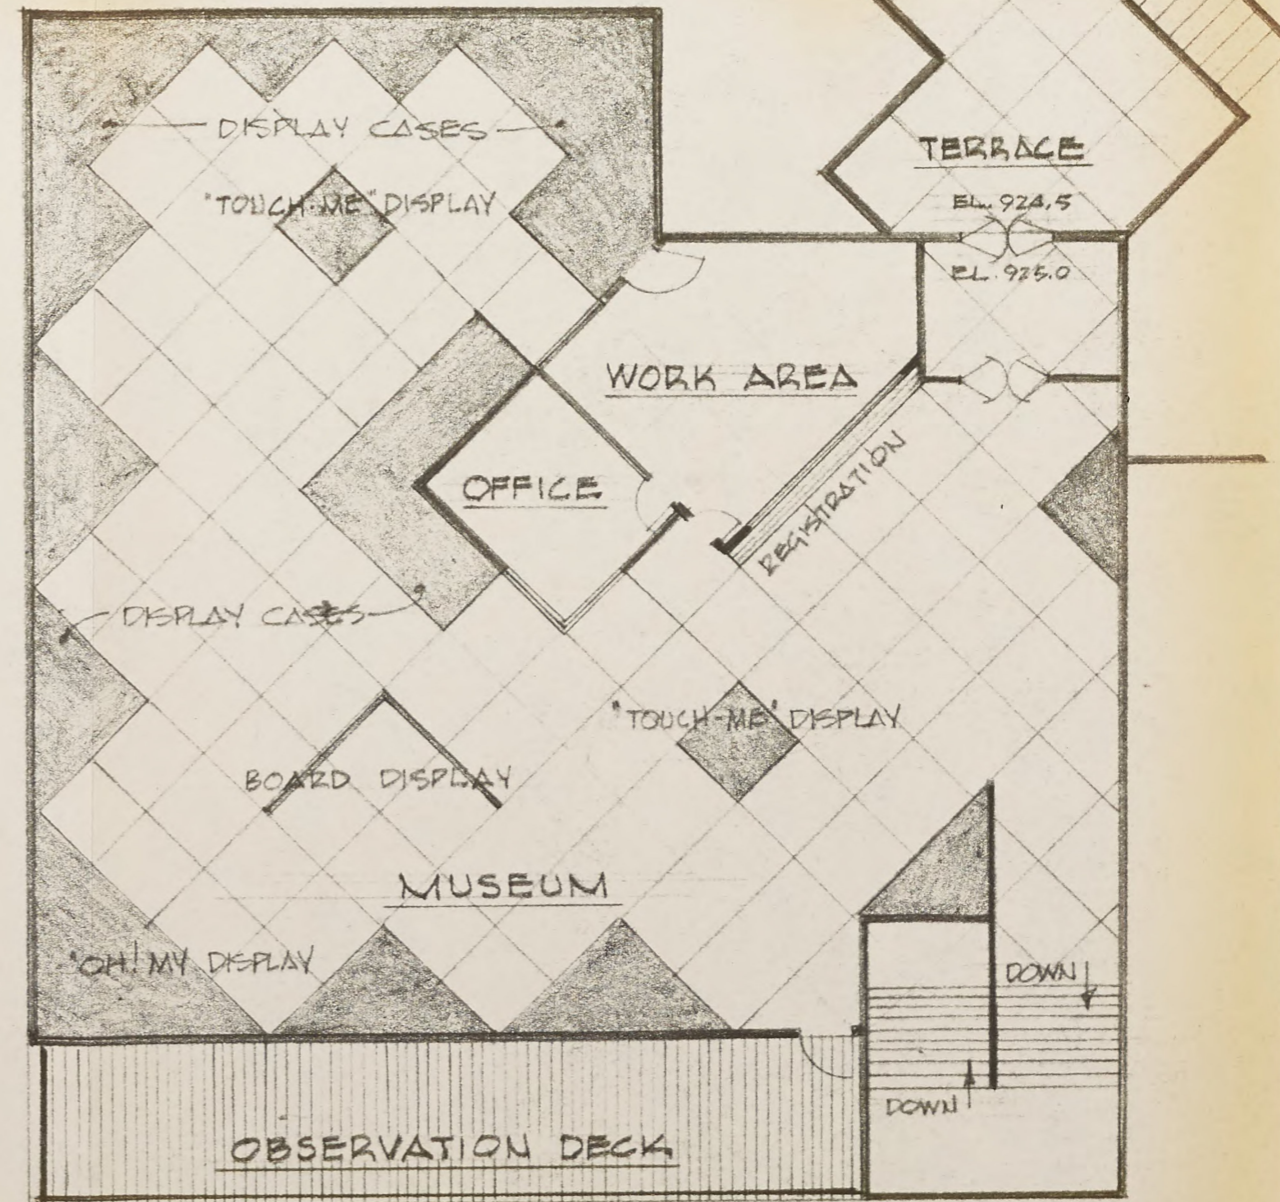 DISPLAY CASES
TERRACE
"TOUCH-ME" DISPLAY
EL. 924.5
EL. 925.0
WORK AREA
OFFICE
REGISTRATION
DISPLAY CASES
"TOUCH-ME" DISPLAY
BOARD DISPLAY
MUSEUM
"OH! MY DISPLAY
DOWN
DOWN
OBSERVATION DECK